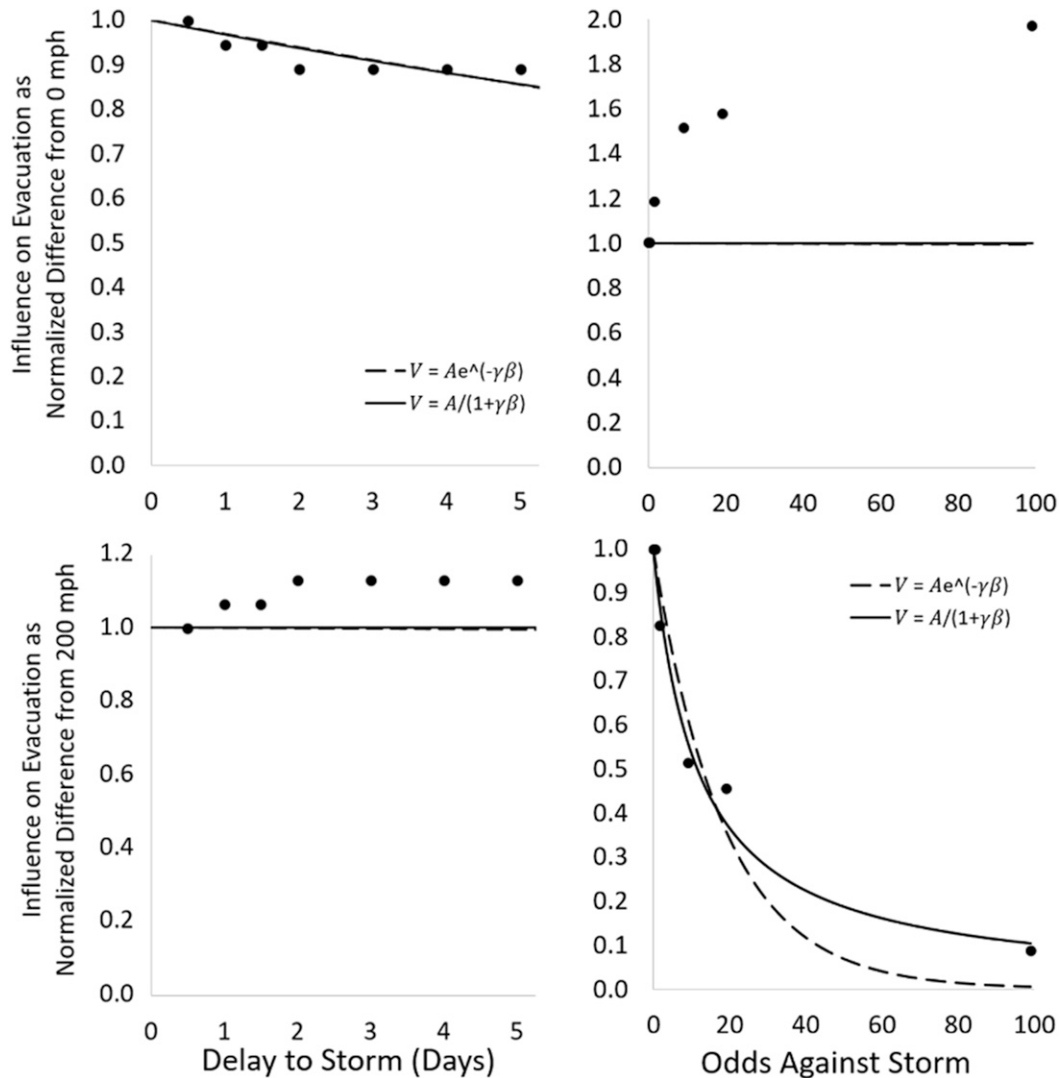 Influence on Evacuation as
Normalized Difference from 0 mph
1.0
0.9
0.8
0.7
0.6
0.5
0.4
0.3
0.2
0.1
0.0
V = Ae^(-γβ)
V = A/(1+γβ)
0 1 2 3 4 5
2.0
1.8
1.6
1.4
1.2
1.0
0.8
0.6
0.4
0.2
0.0
0 20 40 60 80 100
Influence on Evacuation as
Normalized Difference from 200 mph
1.2
1.0
0.8
0.6
0.4
0.2
0.0
0 1 2 3 4 5
Delay to Storm (Days)
1.0
0.9
0.8
0.7
0.6
0.5
0.4
0.3
0.2
0.1
0.0
V = Ae^(-γβ)
V = A/(1+γβ)
0 20 40 60 80 100
Odds Against Storm